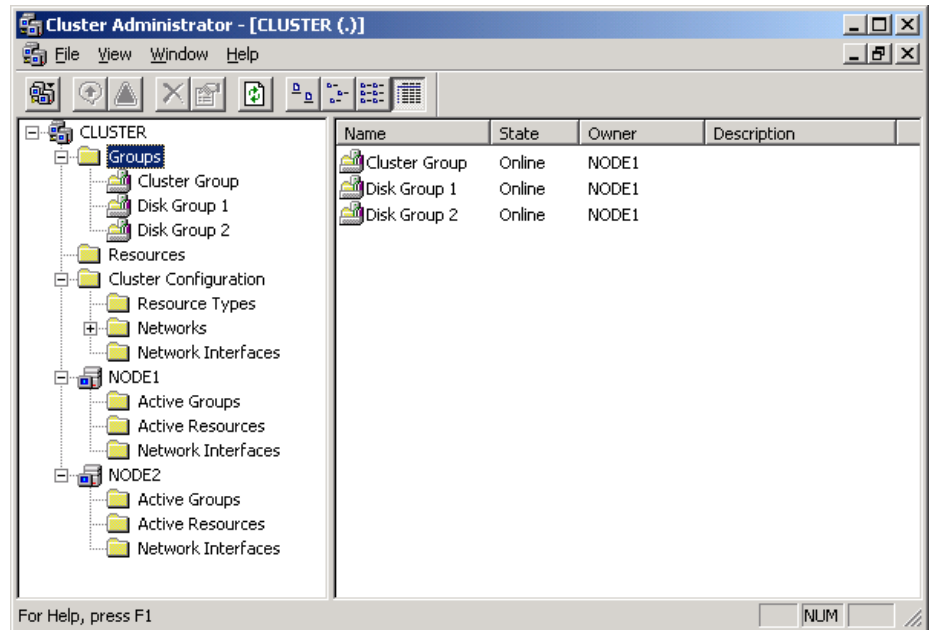 Cluster Administrator - [CLUSTER (.)]
File View Window Help
CLUSTER
Groups
Cluster Group
Disk Group 1
Disk Group 2
Resources
Cluster Configuration
Resource Types
Networks
Network Interfaces
NODE1
Active Groups
Active Resources
Network Interfaces
NODE2
Active Groups
Active Resources
Network Interfaces
Name State Owner Description
Cluster Group Online NODE1
Disk Group 1 Online NODE1
Disk Group 2 Online NODE1
For Help, press F1 NUM